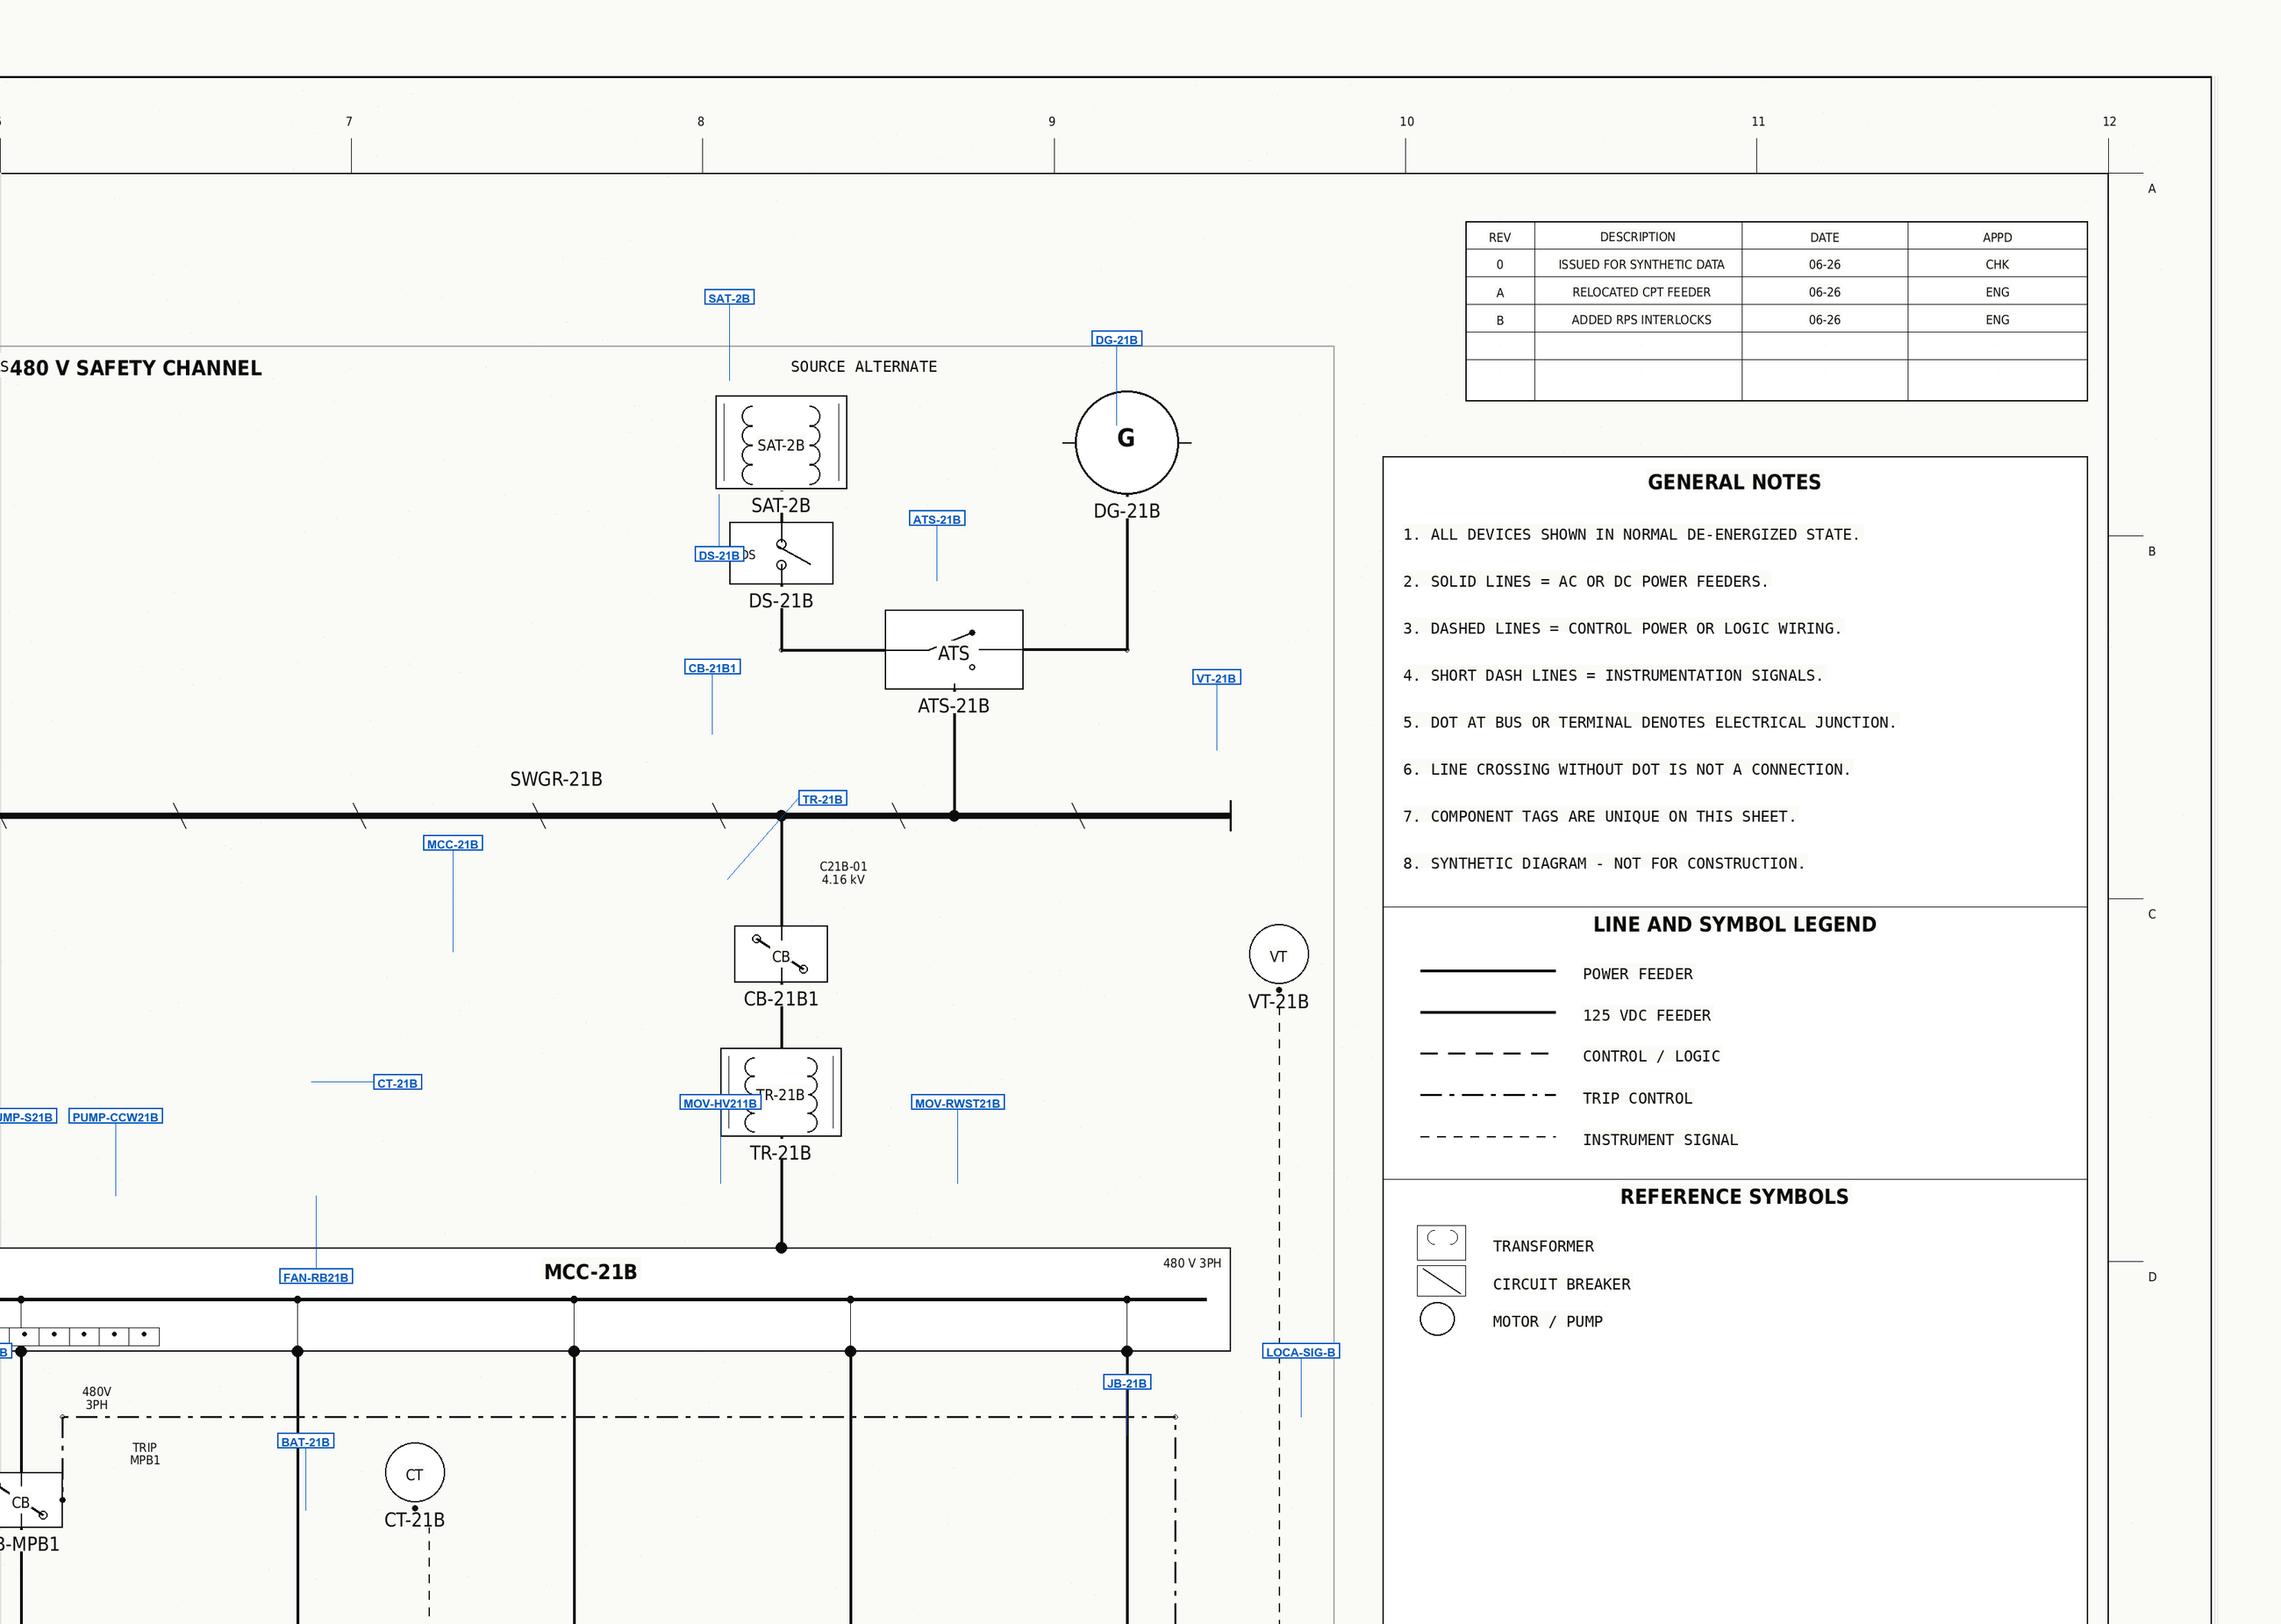 7
8
9
10
11
12
A
REV DESCRIPTION DATE APPD
0 ISSUED FOR SYNTHETIC DATA 06-26 CHK
A RELOCATED CPT FEEDER 06-26 ENG
B ADDED RPS INTERLOCKS 06-26 ENG
SAT-2B
DG-21B
480 V SAFETY CHANNEL
SOURCE ALTERNATE
SAT-2B
G
SAT-2B
DG-21B
ATS-21B
DS-21B
DS
DS-21B
ATS
ATS-21B
CB-21B1
VT-21B
SWGR-21B
TR-21B
MCC-21B
C21B-01
4.16 kV
CB
CB-21B1
VT
VT-21B
CT-21B
TR-21B
MOV-HV211B
MOV-RWST21B
UMP-S21B
PUMP-CCW21B
TR-21B
FAN-RB21B
MCC-21B
480 V 3PH
B
LOCA-SIG-B
JB-21B
480V
3PH
BAT-21B
TRIP
MPB1
CT
CT-21B
CB
B-MPB1
GENERAL NOTES
1. ALL DEVICES SHOWN IN NORMAL DE-ENERGIZED STATE.
2. SOLID LINES = AC OR DC POWER FEEDERS.
3. DASHED LINES = CONTROL POWER OR LOGIC WIRING.
4. SHORT DASH LINES = INSTRUMENTATION SIGNALS.
5. DOT AT BUS OR TERMINAL DENOTES ELECTRICAL JUNCTION.
6. LINE CROSSING WITHOUT DOT IS NOT A CONNECTION.
7. COMPONENT TAGS ARE UNIQUE ON THIS SHEET.
8. SYNTHETIC DIAGRAM - NOT FOR CONSTRUCTION.
LINE AND SYMBOL LEGEND
POWER FEEDER
125 VDC FEEDER
CONTROL / LOGIC
TRIP CONTROL
INSTRUMENT SIGNAL
REFERENCE SYMBOLS
TRANSFORMER
CIRCUIT BREAKER
MOTOR / PUMP
B
C
D